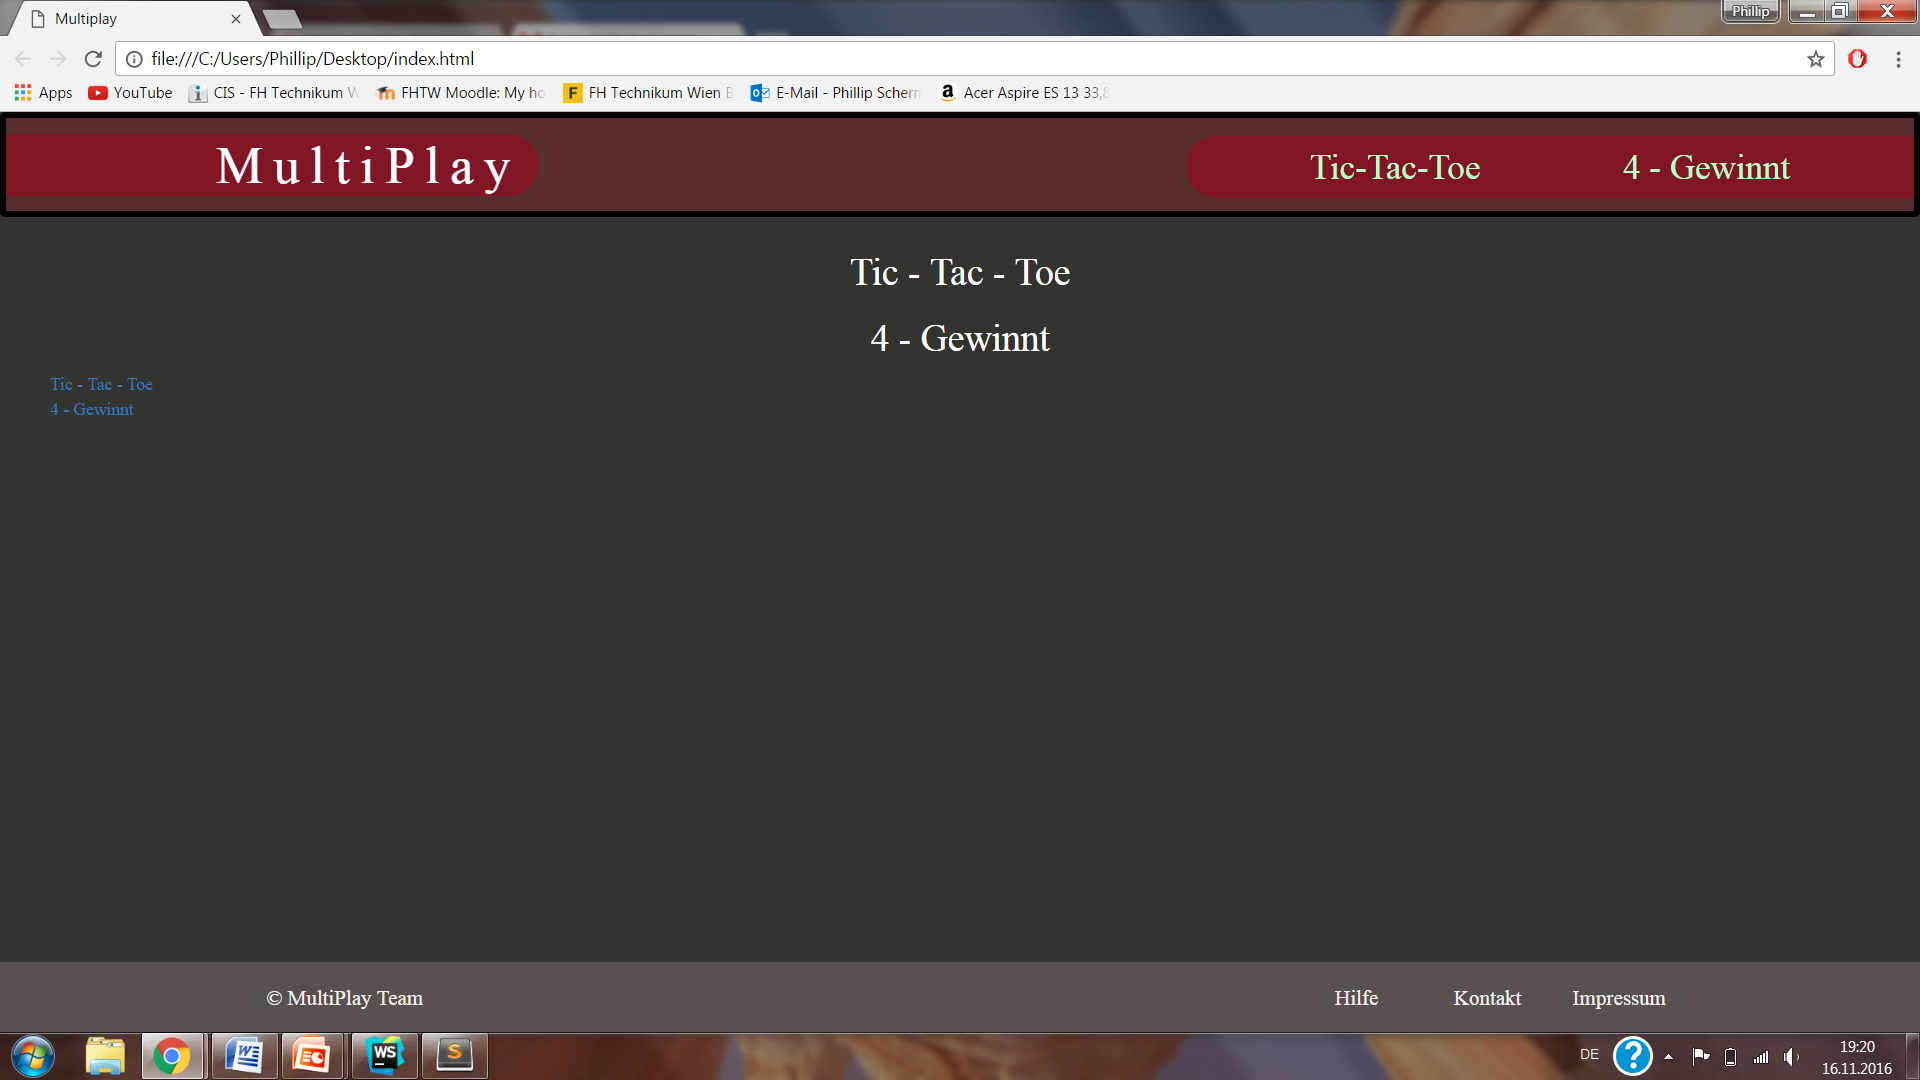 Multiplay
Phillip
file:///C:/Users/Phillip/Desktop/index.html
Apps YouTube CIS - FH Technikum FHTW Moodle: My ho FH Technikum Wien E-Mail - Phillip Acer Aspire ES 13 33,
MultiPlay Tic-Tac-Toe 4 - Gewinnt
Tic - Tac - Toe
4 - Gewinnt
Tic - Tac - Toe
4 - Gewinnt
© MultiPlay Team Hilfe Kontakt Impressum
DE 19:20
16.11.2016